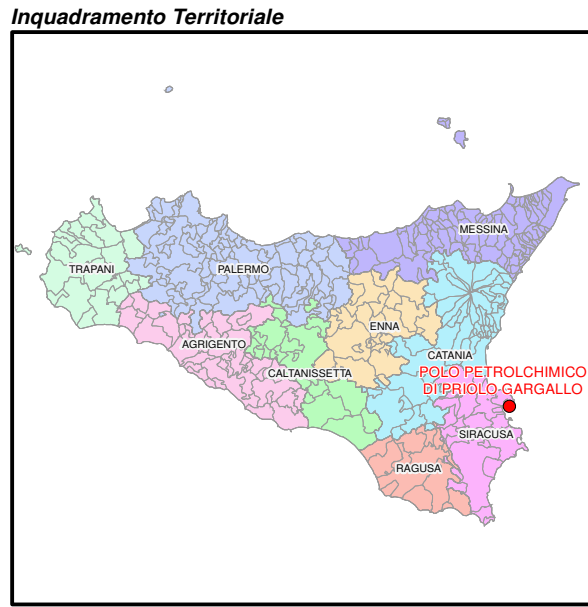 Inquadramento Territoriale
MESSINA
TRAPANI
PALERMO
ENNA
AGRIGENTO
CATANIA
CALTANISSETTA
POLO PETROLCHIMICO
DI PRIOLO GARGALLO
SIRACUSA
RAGUSA